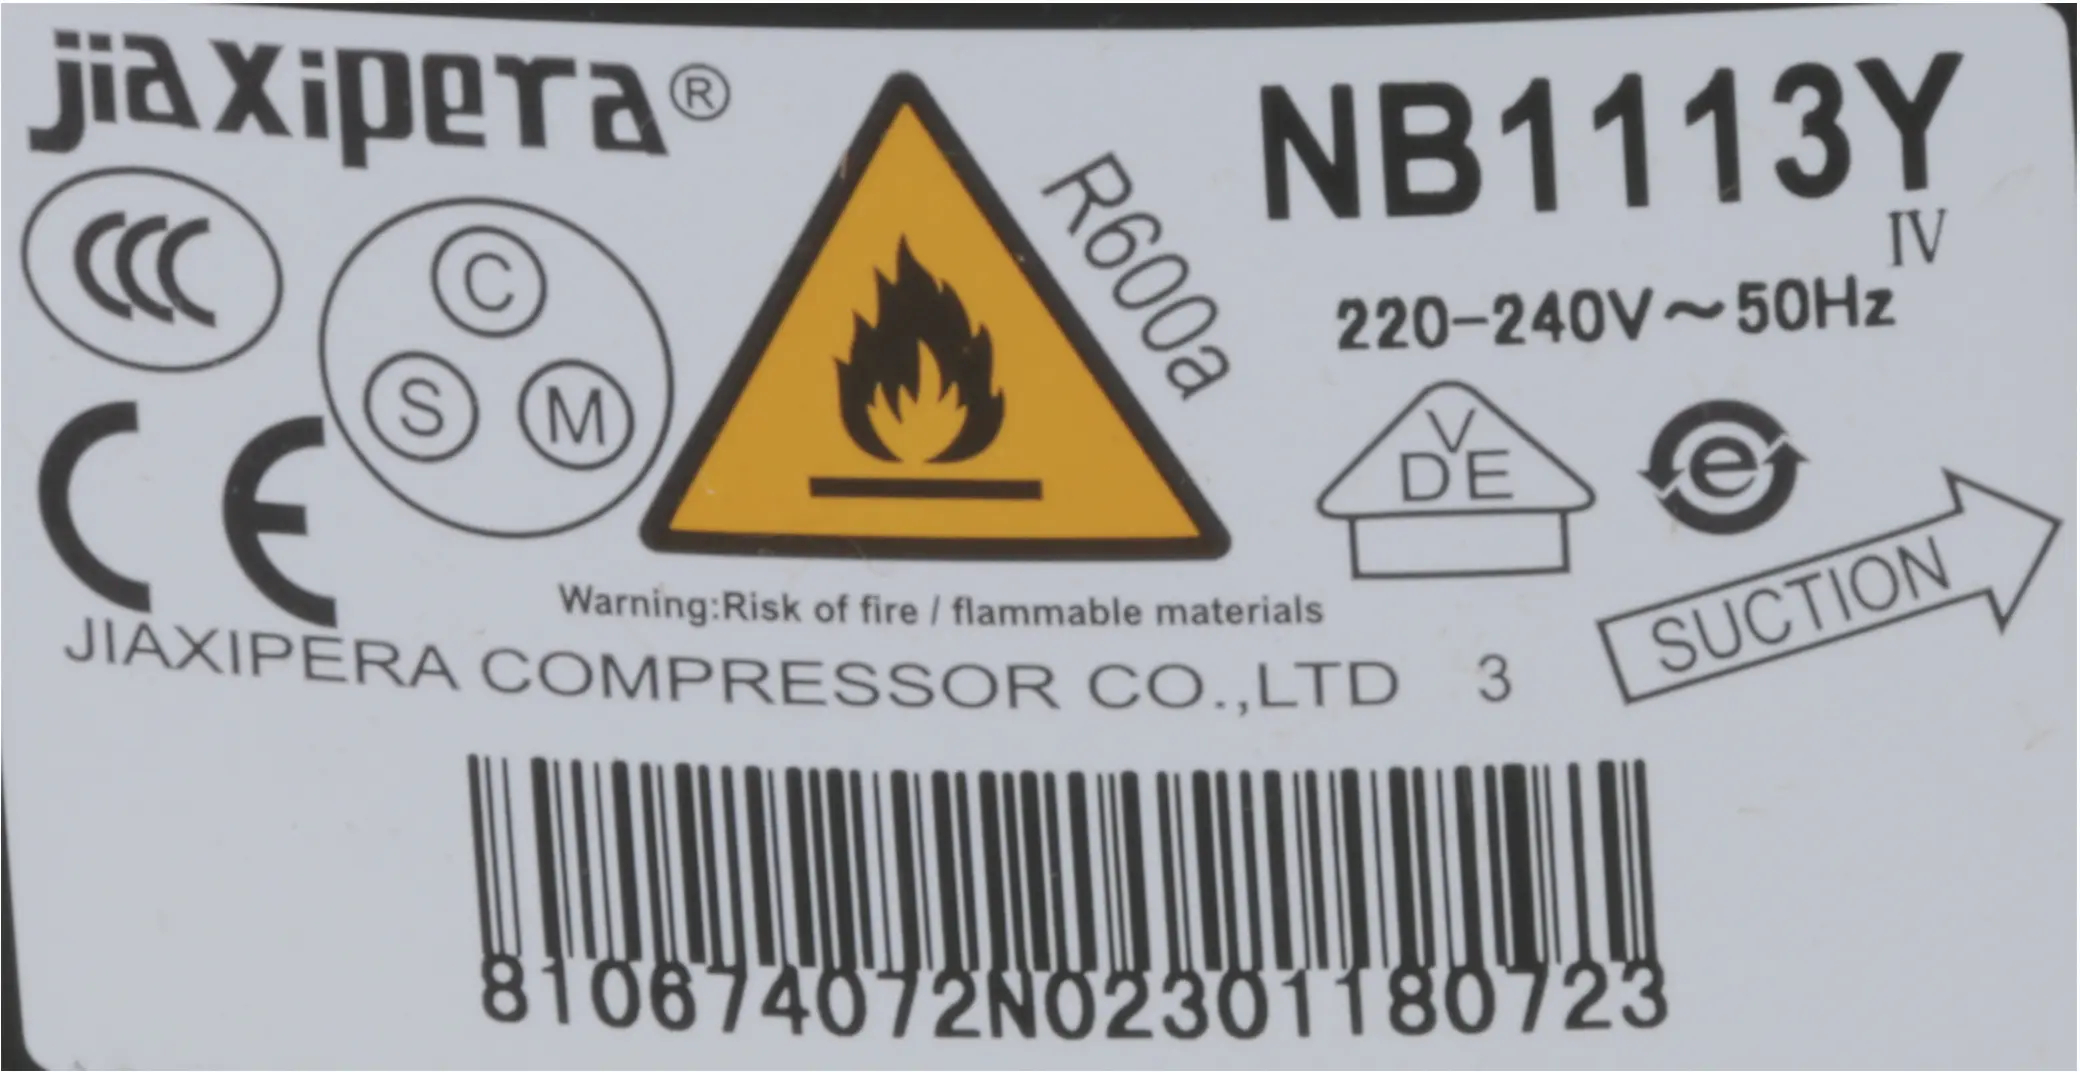 jiaxipera®
NB1113Y
IV
R600a
220-240V~50Hz
CCC
C
S M
CE
V
DE
e
SUCTION
Warning:Risk of fire / flammable materials
JIAXIPERA COMPRESSOR CO.,LTD 3
810674072N02301180723